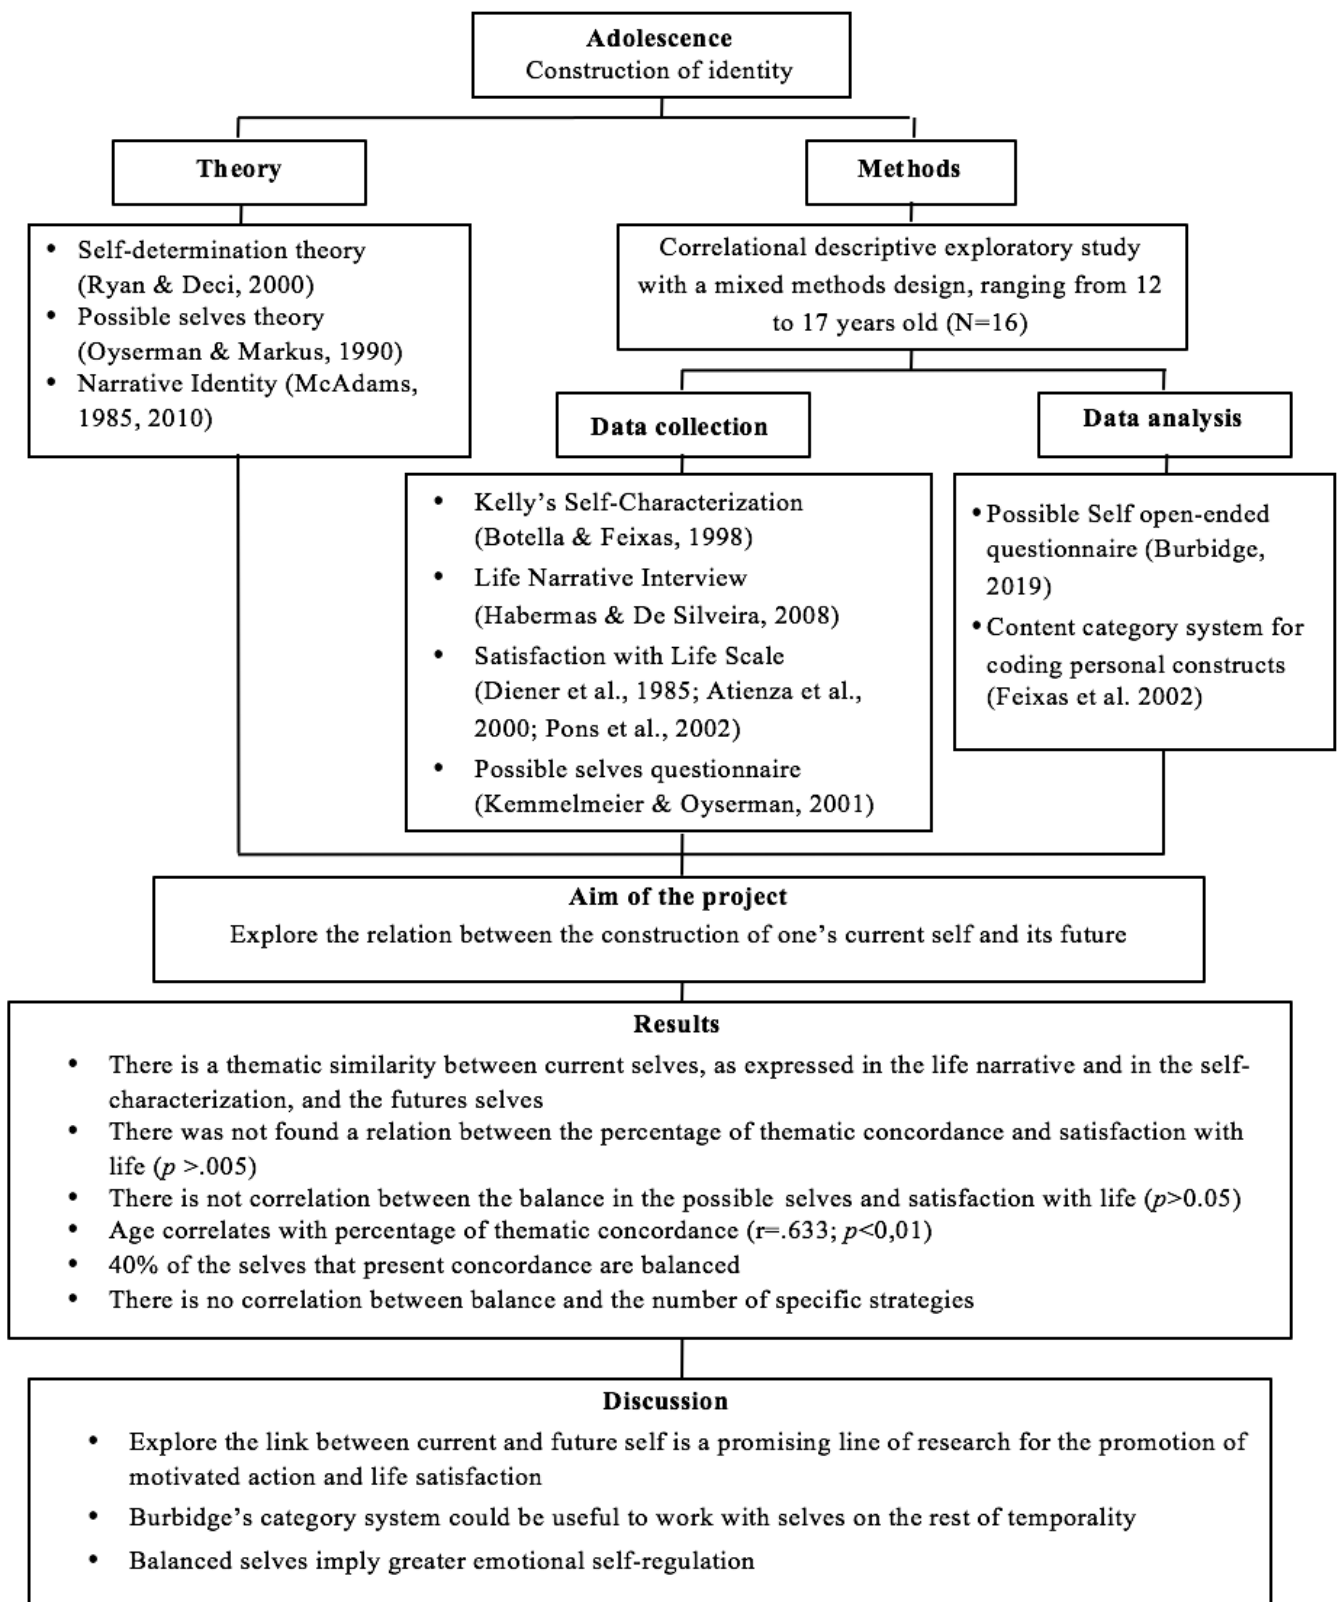 Adolescence
Construction of identity
Theory
Methods
• Self-determination theory
(Ryan & Deci, 2000)
• Possible selves theory
(Oyserman & Markus, 1990)
• Narrative Identity (McAdams,
1985, 2010)
Correlational descriptive exploratory study
with a mixed methods design, ranging from 12
to 17 years old (N=16)
Data collection
Data analysis
• Kelly’s Self-Characterization
(Botella & Feixas, 1998)
• Life Narrative Interview
(Habermas & De Silveira, 2008)
• Satisfaction with Life Scale
(Diener et al., 1985; Atienza et al.,
2000; Pons et al., 2002)
• Possible selves questionnaire
(Kemmelmeier & Oyserman, 2001)
• Possible Self open-ended
questionnaire (Burbidge,
2019)
• Content category system for
coding personal constructs
(Feixas et al. 2002)
Aim of the project
Explore the relation between the construction of one’s current self and its future
Results
• There is a thematic similarity between current selves, as expressed in the life narrative and in the self-
characterization, and the futures selves
• There was not found a relation between the percentage of thematic concordance and satisfaction with
life (p >.005)
• There is not correlation between the balance in the possible selves and satisfaction with life (p>0.05)
• Age correlates with percentage of thematic concordance (r=.633; p<0,01)
• 40% of the selves that present concordance are balanced
• There is no correlation between balance and the number of specific strategies
Discussion
• Explore the link between current and future self is a promising line of research for the promotion of
motivated action and life satisfaction
• Burbidge’s category system could be useful to work with selves on the rest of temporality
• Balanced selves imply greater emotional self-regulation